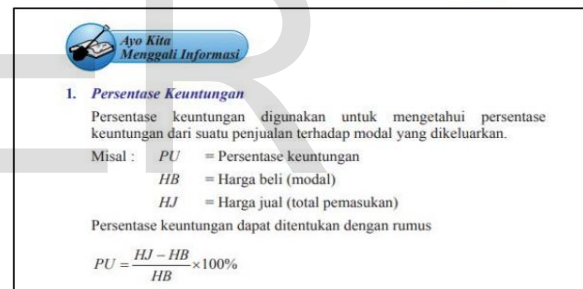 Ayo Kita
Menggali Informasi
1. Persentase Keuntungan
Persentase keuntungan digunakan untuk mengetahui persentase
keuntungan dari suatu penjualan terhadap modal yang dikeluarkan.
Misal : PU = Persentase keuntungan
HB = Harga beli (modal)
HJ = Harga jual (total pemasukan)
Persentase keuntungan dapat ditentukan dengan rumus
PU = \frac{HJ - HB}{HB} ×100%